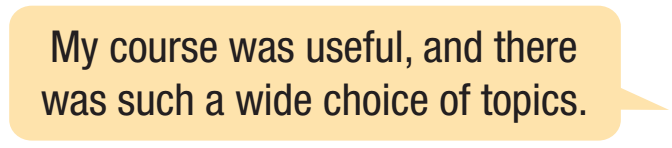 My course was useful, and there
was such a wide choice of topics.